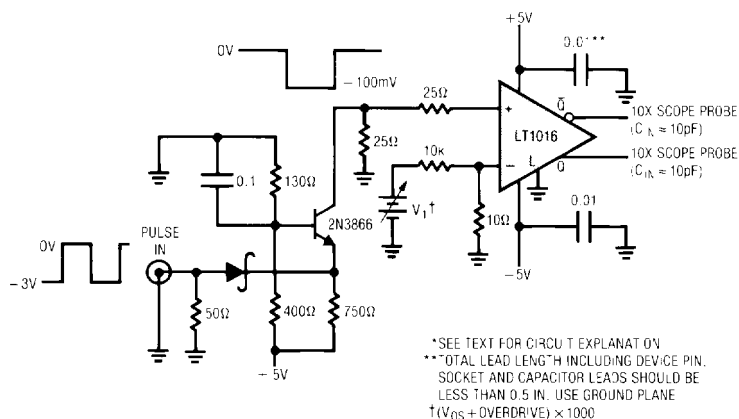 +5V
0.01**
0V
−100mV
25Ω
25Ω
+
−
Q̄
LT1016
L
Q
10X SCOPE PROBE
(CIN ≈ 10pF)
10X SCOPE PROBE
(CIN ≈ 10pF)
10K
0.1
130Ω
2N3866
V1†
10Ω
0.01
−5V
0V
−3V
PULSE
IN
50Ω
400Ω
750Ω
+5V
*SEE TEXT FOR CIRCUIT EXPLANATION
**TOTAL LEAD LENGTH INCLUDING DEVICE PIN,
SOCKET AND CAPACITOR LEADS SHOULD BE
LESS THAN 0.5 IN. USE GROUND PLANE
†(VOS + OVERDRIVE) × 1000